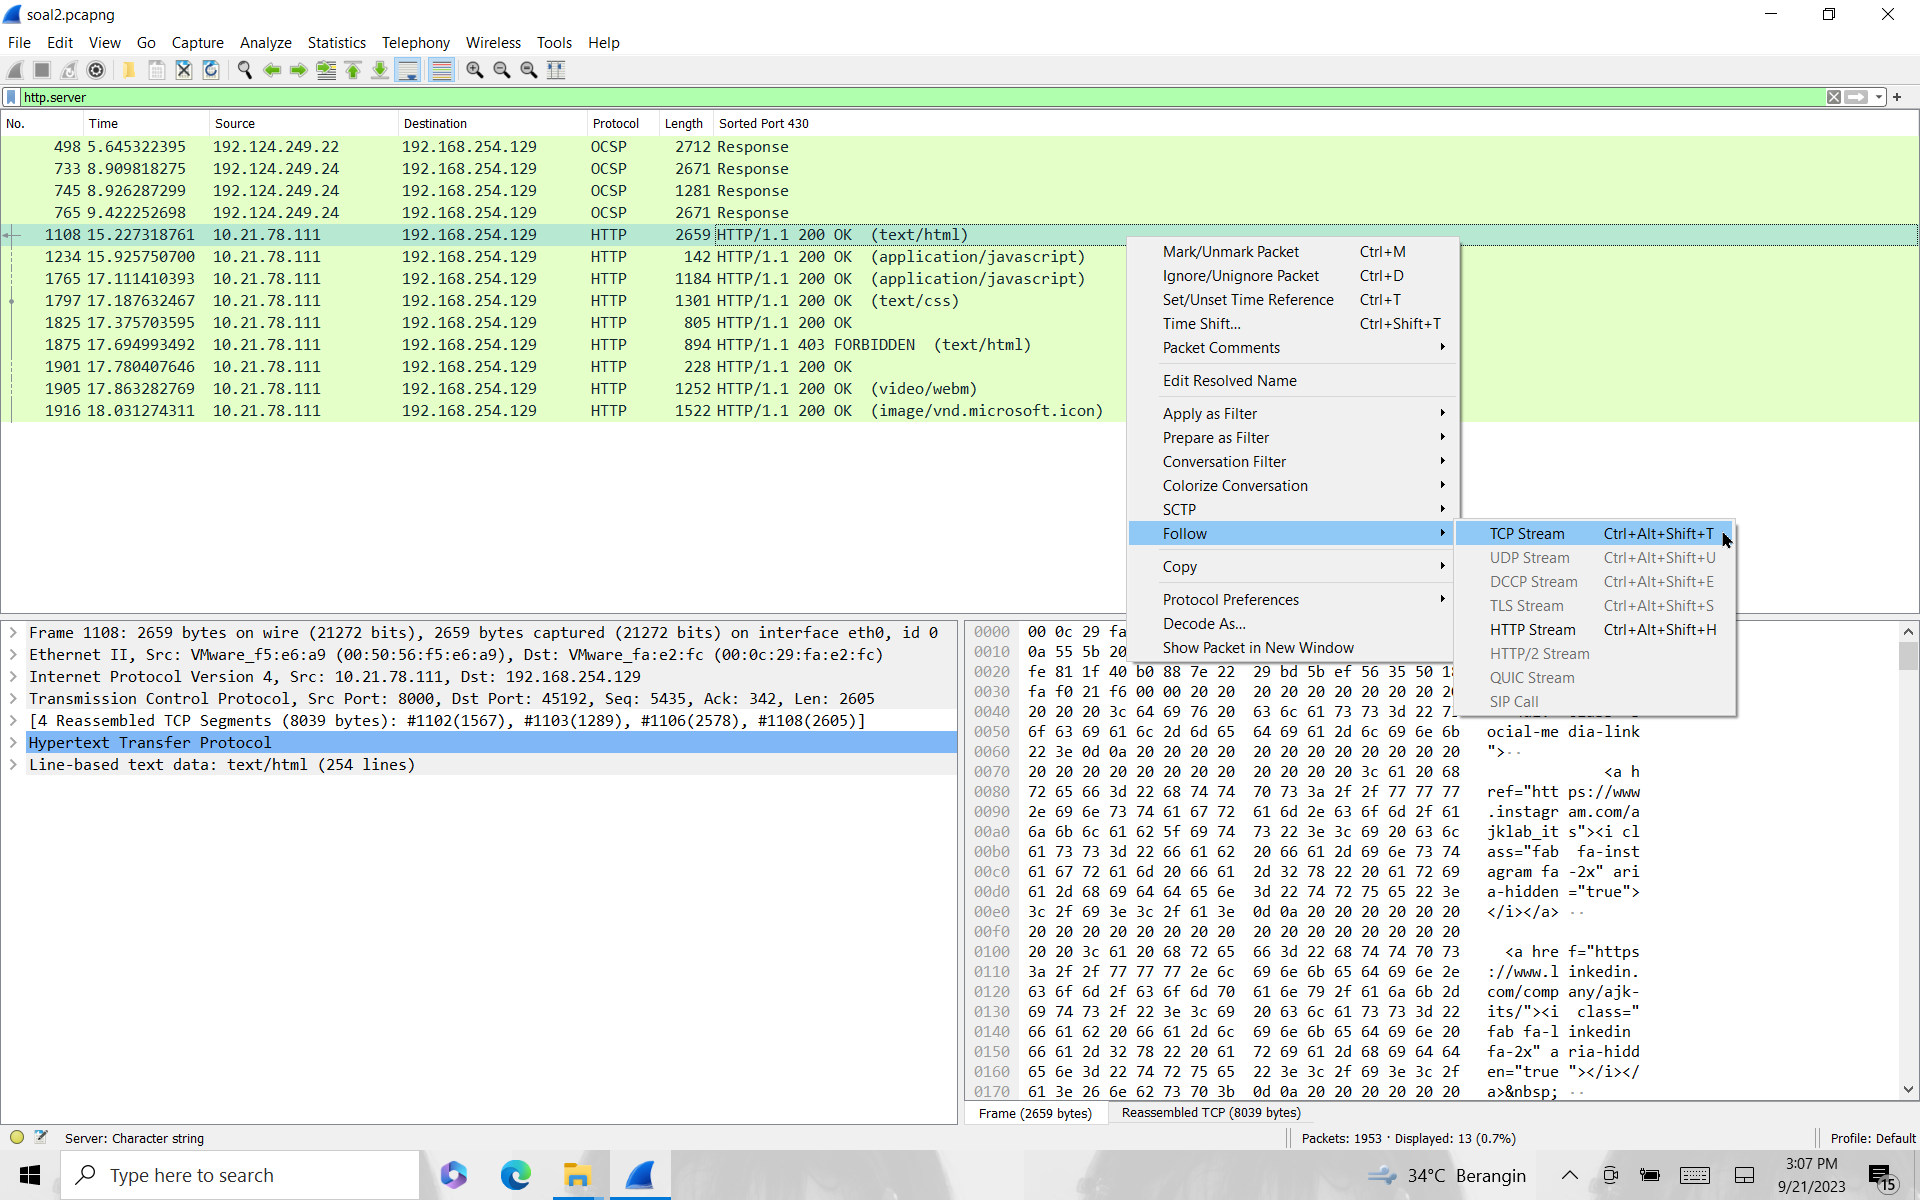 soal2.pcapng
File Edit View Go Capture Analyze Statistics Telephony Wireless Tools Help
http.server
No. Time Source Destination Protocol Length Sorted Port 430
498 5.645322395 192.124.249.22 192.168.254.129 OCSP 2712 Response
733 8.909818275 192.124.249.24 192.168.254.129 OCSP 2671 Response
745 8.926287299 192.124.249.24 192.168.254.129 OCSP 1281 Response
765 9.422252698 192.124.249.24 192.168.254.129 OCSP 2671 Response
1108 15.227318761 10.21.78.111 192.168.254.129 HTTP 2659 HTTP/1.1 200 OK (text/html)
1234 15.925750700 10.21.78.111 192.168.254.129 HTTP 142 HTTP/1.1 200 OK (application/javascript)
1765 17.111410393 10.21.78.111 192.168.254.129 HTTP 1184 HTTP/1.1 200 OK (application/javascript)
1797 17.187632467 10.21.78.111 192.168.254.129 HTTP 1301 HTTP/1.1 200 OK (text/css)
1825 17.375703595 10.21.78.111 192.168.254.129 HTTP 805 HTTP/1.1 200 OK
1875 17.694993492 10.21.78.111 192.168.254.129 HTTP 894 HTTP/1.1 403 FORBIDDEN (text/html)
1901 17.780407646 10.21.78.111 192.168.254.129 HTTP 228 HTTP/1.1 200 OK
1905 17.863282769 10.21.78.111 192.168.254.129 HTTP 1252 HTTP/1.1 200 OK (video/webm)
1916 18.031274311 10.21.78.111 192.168.254.129 HTTP 1522 HTTP/1.1 200 OK (image/vnd.microsoft.icon)
Mark/Unmark Packet Ctrl+M
Ignore/Unignore Packet Ctrl+D
Set/Unset Time Reference Ctrl+T
Time Shift... Ctrl+Shift+T
Packet Comments
Edit Resolved Name
Apply as Filter
Prepare as Filter
Conversation Filter
Colorize Conversation
SCTP
Follow
Copy
Protocol Preferences
Decode As...
Show Packet in New Window
TCP Stream Ctrl+Alt+Shift+T
UDP Stream Ctrl+Alt+Shift+U
DCCP Stream Ctrl+Alt+Shift+E
TLS Stream Ctrl+Alt+Shift+S
HTTP Stream Ctrl+Alt+Shift+H
HTTP/2 Stream
QUIC Stream
SIP Call
Frame 1108: 2659 bytes on wire (21272 bits), 2659 bytes captured (21272 bits) on interface eth0, id 0
Ethernet II, Src: VMware_f5:e6:a9 (00:50:56:f5:e6:a9), Dst: VMware_fa:e2:fc (00:0c:29:fa:e2:fc)
Internet Protocol Version 4, Src: 10.21.78.111, Dst: 192.168.254.129
Transmission Control Protocol, Src Port: 8000, Dst Port: 45192, Seq: 5435, Ack: 342, Len: 2605
[4 Reassembled TCP Segments (8039 bytes): #1102(1567), #1103(1289), #1106(2578), #1108(2605)]
Hypertext Transfer Protocol
Line-based text data: text/html (254 lines)
0000 00 0c 29 fa
0010 0a 55 5b 20
0020 fe 81 1f 40 b0 88 7e 22 29 bd 5b ef 56 35 50
0030 fa f0 21 f6 00 00 20 20 20 20 20 20 20 20 20
0040 20 20 20 3c 64 69 76 20 63 6c 61 73 73 3d 22
0050 6f 63 69 61 6c 2d 6d 65 64 69 61 2d 6c 69 6e 6b ocial-me dia-link
0060 22 3e 0d 0a 20 20 20 20 20 20 20 20 20 20 20 20 ">··
0070 20 20 20 20 20 20 20 20 20 20 20 20 3c 61 20 68 <a h
0080 72 65 66 3d 22 68 74 74 70 73 3a 2f 2f 77 77 77 ref="htt ps://www
0090 2e 69 6e 73 74 61 67 72 61 6d 2e 63 6f 6d 2f 61 .instagr am.com/a
00a0 6a 6b 6c 61 62 5f 69 74 73 22 3e 3c 69 20 63 6c jklab_it s"><i cl
00b0 61 73 73 3d 22 66 61 62 20 66 61 2d 69 6e 73 74 ass="fab fa-inst
00c0 61 67 72 61 6d 20 66 61 2d 32 78 22 20 61 72 69 agram fa -2x" ari
00d0 61 2d 68 69 64 64 65 6e 3d 22 74 72 75 65 22 3e a-hidden ="true">
00e0 3c 2f 69 3e 3c 2f 61 3e 0d 0a 20 20 20 20 20 20 </i></a> ··
00f0 20 20 20 20 20 20 20 20 20 20 20 20 20 20 20 20
0100 20 20 3c 61 20 68 72 65 66 3d 22 68 74 74 70 73 <a hre f="https
0110 3a 2f 2f 77 77 77 2e 6c 69 6e 6b 65 64 69 6e 2e ://www.l inkedin.
0120 63 6f 6d 2f 63 6f 6d 70 61 6e 79 2f 61 6a 6b 2d com/comp any/ajk-
0130 69 74 73 2f 22 3e 3c 69 20 63 6c 61 73 73 3d 22 its/"><i class="
0140 66 61 62 20 66 61 2d 6c 69 6e 6b 65 64 69 6e 20 fab fa-l inkedin
0150 66 61 2d 32 78 22 20 61 72 69 61 2d 68 69 64 64 fa-2x" a ria-hidd
0160 65 6e 3d 22 74 72 75 65 22 3e 3c 2f 69 3e 3c 2f en="true "></i></
0170 61 3e 26 6e 62 73 70 3b 0d 0a 20 20 20 20 20 20 a>&nbsp; ··
Frame (2659 bytes) Reassembled TCP (8039 bytes)
Server: Character string Packets: 1953 · Displayed: 13 (0.7%) Profile: Default
Type here to search 34°C Berangin 3:07 PM
9/21/2023 15